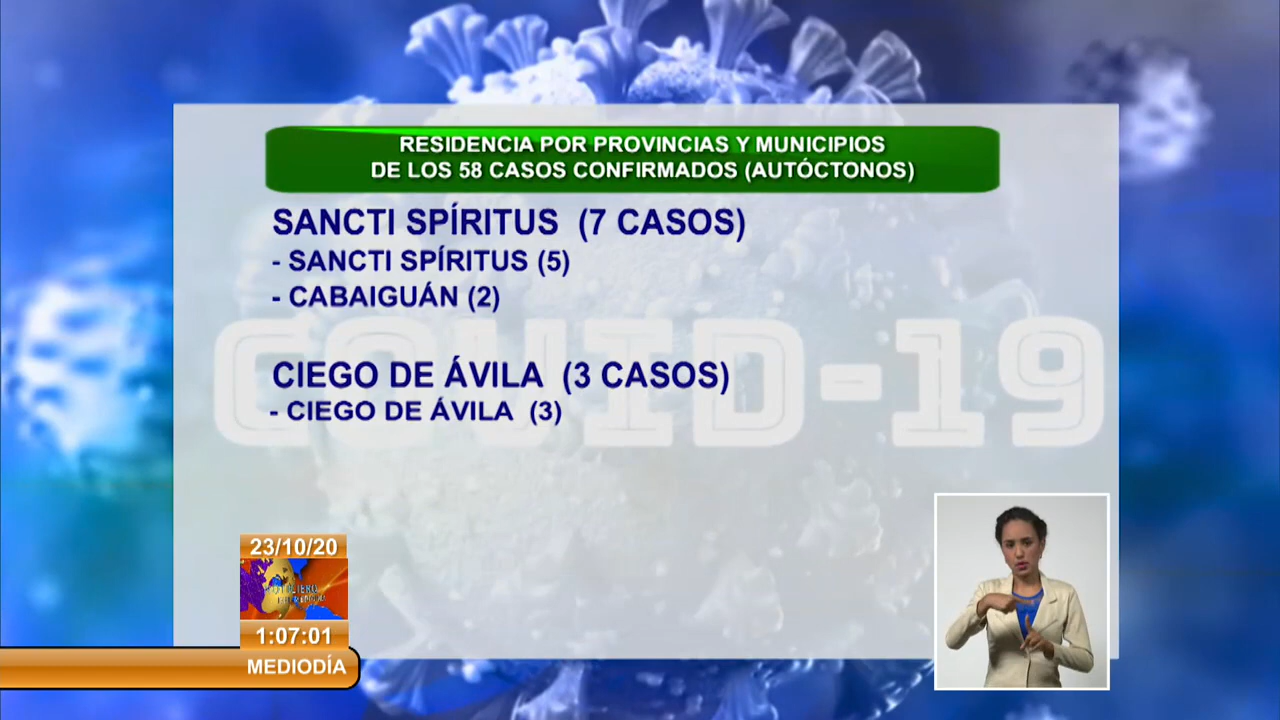 RESIDENCIA POR PROVINCIAS Y MUNICIPIOS
DE LOS 58 CASOS CONFIRMADOS (AUTÓCTONOS)
SANCTI SPÍRITUS (7 CASOS)
- SANCTI SPÍRITUS (5)
- CABAIGUÁN (2)
CIEGO DE ÁVILA (3 CASOS)
- CIEGO DE ÁVILA (3)
COVID-19
23/10/20
1:07:01
MEDIODÍA